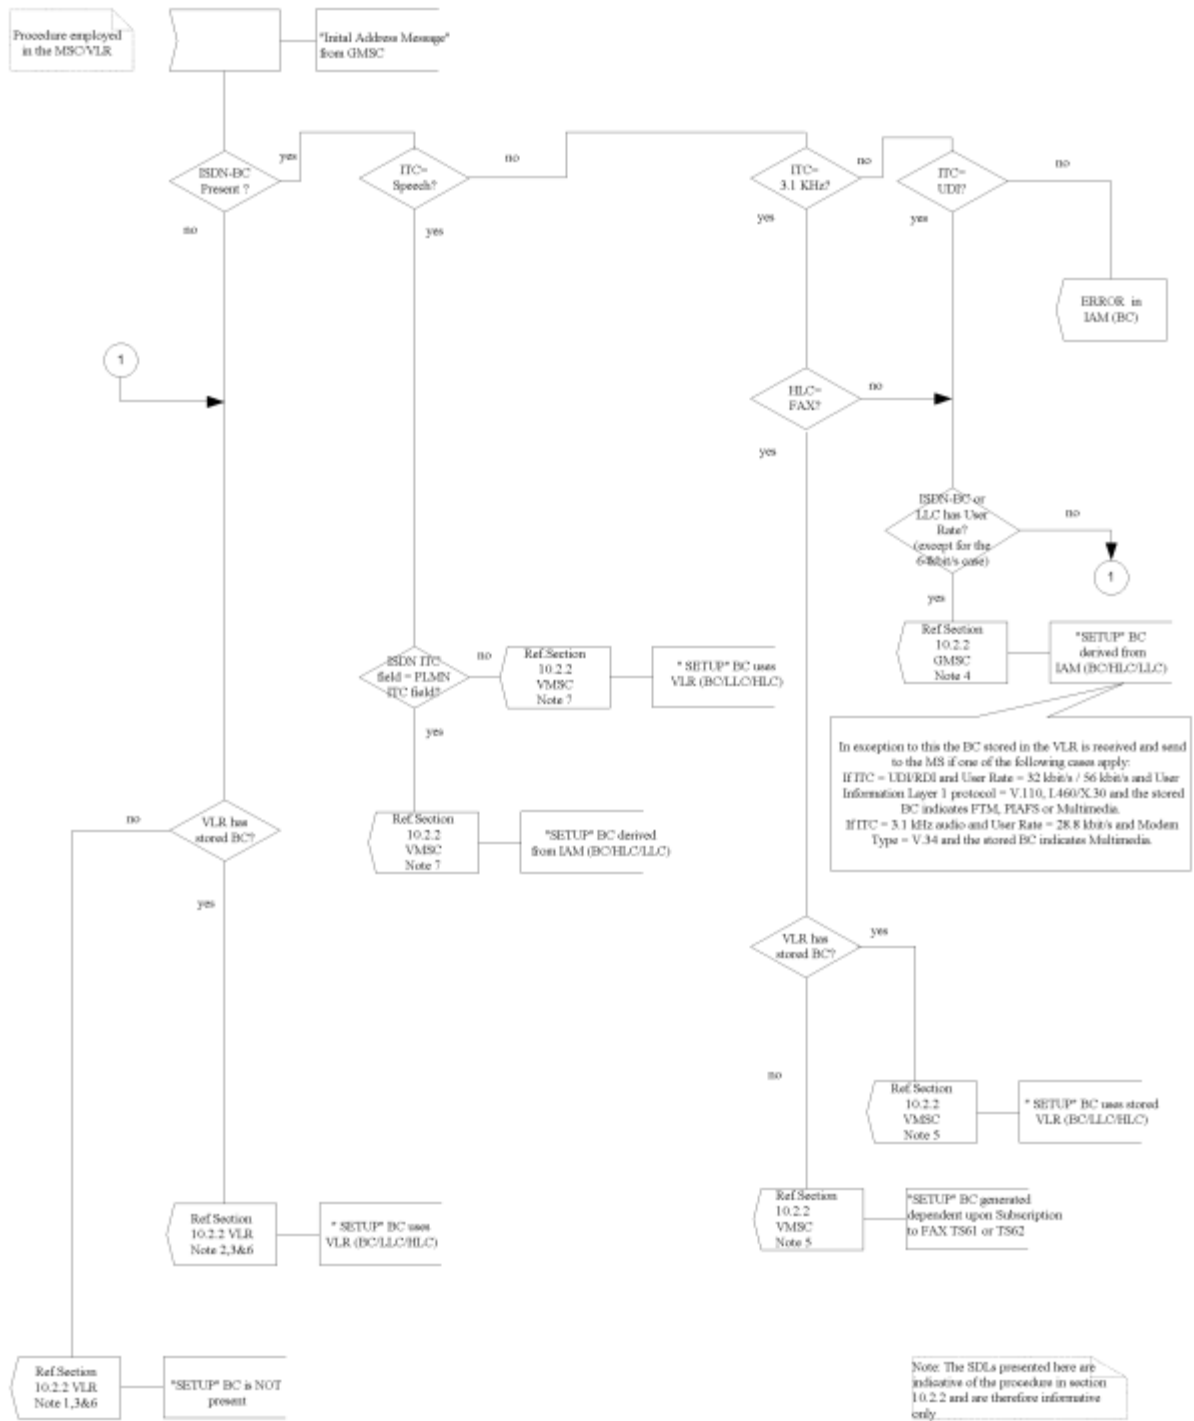 Procedure employed
in the MSC/VLR
"Inital Address Message"
from GMSC
ISDN-BC
Present ?
yes
no
ITC=
Speech?
no
yes
ITC=
3.1 KHz?
no
yes
ITC=
UDI?
no
yes
ERROR in
IAM (BC)
1
HLC=
FAX?
no
yes
ISDN-BC or
LLC has User
Rate?
(except for the
64kbit/s case)
no
1
yes
Ref.Section
10.2.2
GMSC
Note 4
"SETUP" BC
derived from
IAM (BC/HLC/LLC)
ISDN ITC
field = PLMN
ITC field?
no
Ref.Section
10.2.2
VMSC
Note 7
" SETUP" BC uses
VLR (BC/LLC/HLC)
yes
In exception to this the BC stored in the VLR is received and send
to the MS if one of the following cases apply:
If ITC = UDI/RDI and User Rate = 32 kbit/s / 56 kbit/s and User
Information Layer 1 protocol = V.110, I.460/X.30 and the stored
BC indicates FTM, PIAFS or Multimedia.
If ITC = 3.1 kHz audio and User Rate = 28.8 kbit/s and Modem
Type = V.34 and the stored BC indicates Multimedia.
Ref.Section
10.2.2
VMSC
Note 7
"SETUP" BC derived
from IAM (BC/HLC/LLC)
VLR has
stored BC?
no
yes
VLR has
stored BC?
yes
no
Ref.Section
10.2.2
VMSC
Note 5
" SETUP" BC uses stored
VLR (BC/LLC/HLC)
Ref.Section
10.2.2
VMSC
Note 5
"SETUP" BC generated
dependent upon Subscription
to FAX TS61 or TS62
Ref.Section
10.2.2 VLR
Note 2,3&6
" SETUP" BC uses
VLR (BC/LLC/HLC)
Ref.Section
10.2.2 VLR
Note 1,3&6
"SETUP" BC is NOT
present
Note: The SDLs presented here are
indicative of the procedure in section
10.2.2 and are therefore informative
only